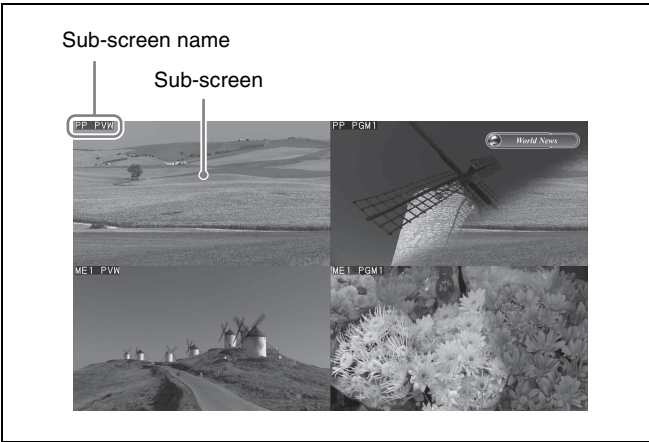 Sub-screen name
Sub-screen
PP PVW
PP PGM1
World News
ME1 PVW
ME1 PGM1